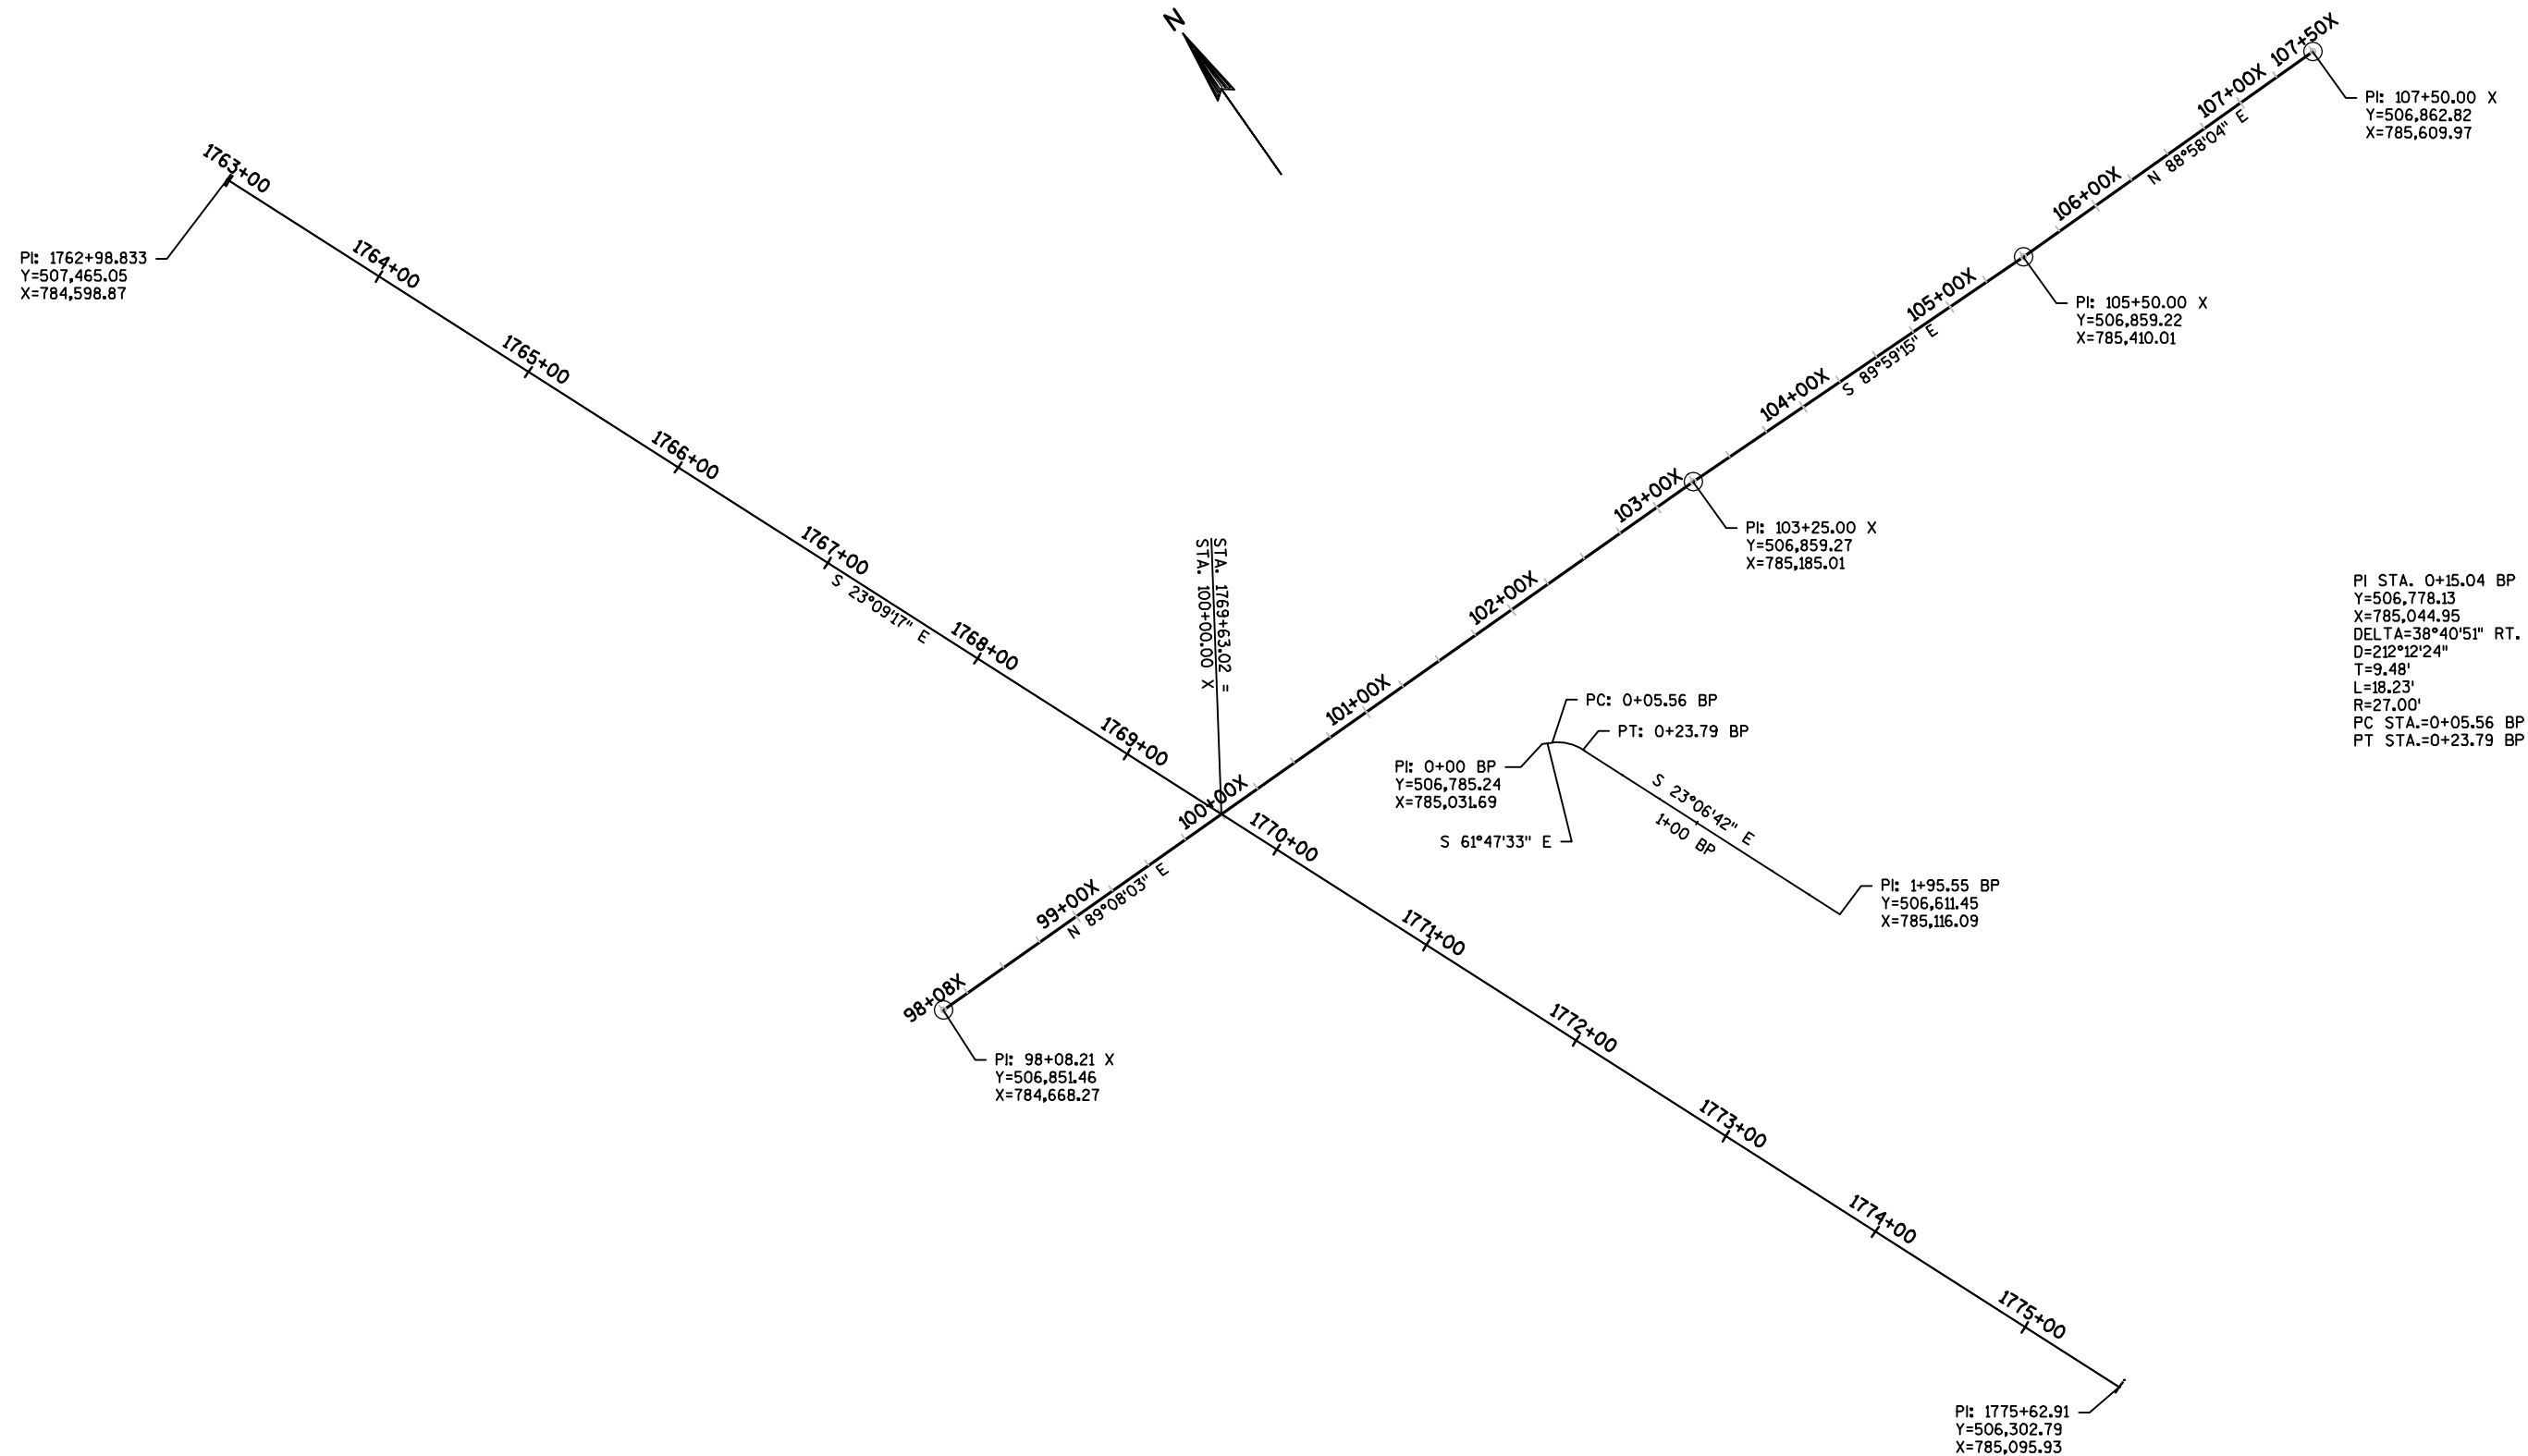 N
107+50X
PI: 107+50.00 X
Y=506,862.82
X=785,609.97
107+00X
N 88°58'04" E
106+00X
1763+00
PI: 1762+98.833
Y=507,465.05
X=784,598.87
1764+00
105+00X
PI: 105+50.00 X
Y=506,859.22
X=785,410.01
S 89°59'15" E
1765+00
104+00X
1766+00
103+00X
PI: 103+25.00 X
Y=506,859.27
X=785,185.01
1767+00
S 23°09'17" E
STA. 1769+63.02 =
STA. 100+00.00 X
102+00X
PI STA. 0+15.04 BP
Y=506,778.13
X=785,044.95
DELTA=38°40'51" RT.
D=212°12'24"
T=9.48'
L=18.23'
R=27.00'
PC STA.=0+05.56 BP
PT STA.=0+23.79 BP
1768+00
101+00X
PC: 0+05.56 BP
PT: 0+23.79 BP
1769+00
PI: 0+00 BP
Y=506,785.24
X=785,031.69
S 61°47'33" E
S 23°06'42" E
1+00 BP
100+00X
1770+00
99+00X
N 89°08'03" E
PI: 1+95.55 BP
Y=506,611.45
X=785,116.09
1771+00
98+08X
PI: 98+08.21 X
Y=506,851.46
X=784,668.27
1772+00
1773+00
1774+00
1775+00
PI: 1775+62.91
Y=506,302.79
X=785,095.93